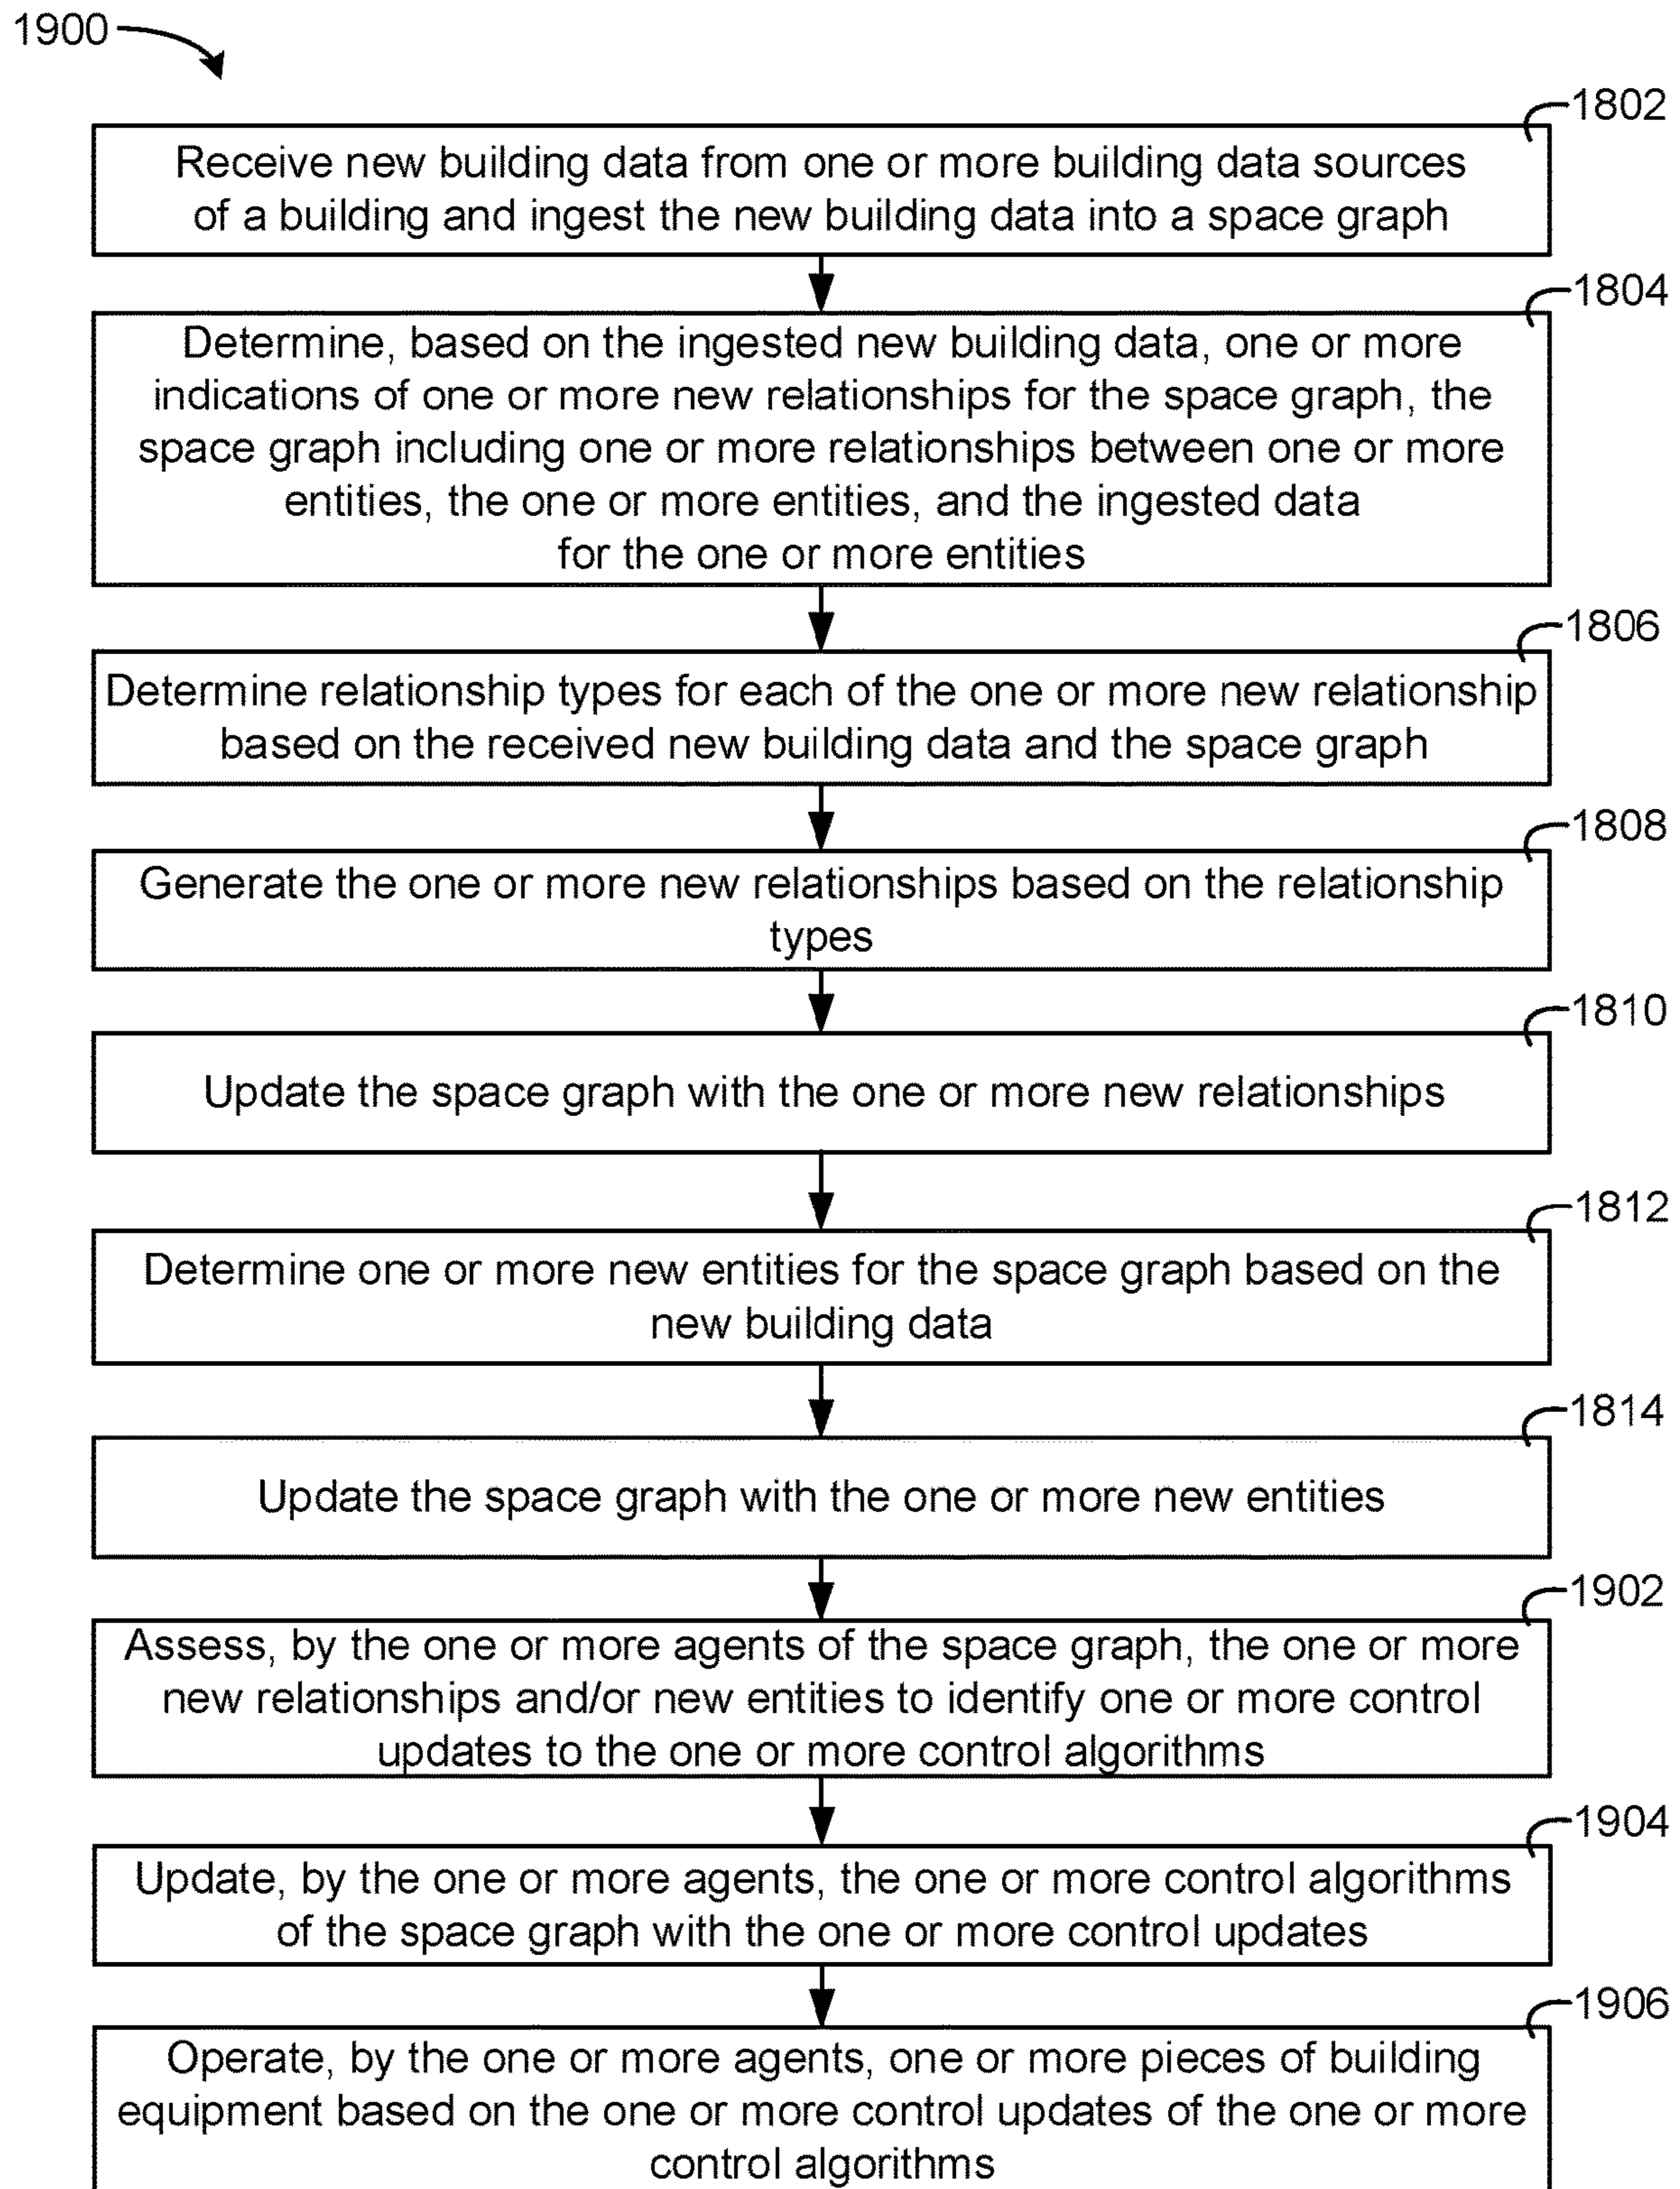 1900
1802
Receive new building data from one or more building data sources
of a building and ingest the new building data into a space graph
1804
Determine, based on the ingested new building data, one or more
indications of one or more new relationships for the space graph, the
space graph including one or more relationships between one or more
entities, the one or more entities, and the ingested data
for the one or more entities
1806
Determine relationship types for each of the one or more new relationship
based on the received new building data and the space graph
1808
Generate the one or more new relationships based on the relationship
types
1810
Update the space graph with the one or more new relationships
1812
Determine one or more new entities for the space graph based on the
new building data
1814
Update the space graph with the one or more new entities
1902
Assess, by the one or more agents of the space graph, the one or more
new relationships and/or new entities to identify one or more control
updates to the one or more control algorithms
1904
Update, by the one or more agents, the one or more control algorithms
of the space graph with the one or more control updates
1906
Operate, by the one or more agents, one or more pieces of building
equipment based on the one or more control updates of the one or more
control algorithms